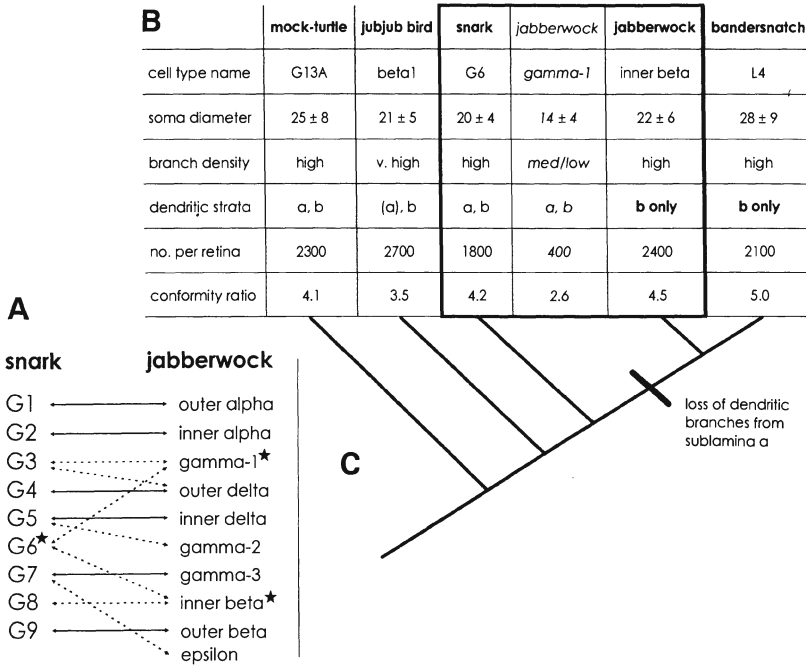 B
mock-turtle jubjub bird snark jabberwock jabberwock bandersnatch
cell type name G13A beta1 G6 gamma-1 inner beta L4
soma diameter 25 ± 8 21 ± 5 20 ± 4 14 ± 4 22 ± 6 28 ± 9
branch density high v. high high med/low high high
dendritic strata a, b (a), b a, b a, b b only b only
no. per retina 2300 2700 1800 400 2400 2100
conformity ratio 4.1 3.5 4.2 2.6 4.5 5.0
A
snark jabberwock
G1 outer alpha
G2 inner alpha
G3 gamma-1★
G4 outer delta
G5 inner delta
G6★ gamma-2
G7 gamma-3
G8 inner beta★
G9 outer beta
epsilon
C
loss of dendritic
branches from
sublamina a